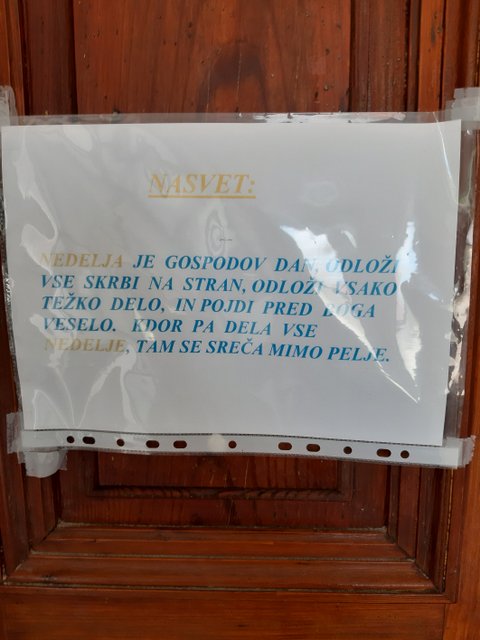 NASVET:
NEDELJA JE GOSPODOV DAN, ODLOŽI
VSE SKRBI NA STRAN, ODLOŽI VSAKO
TEŽKO DELO, IN POJDI PRED BOGA
VESELO. KDOR PA DELA VSE
NEDELJE, TAM SE SREČA MIMO PELJE.